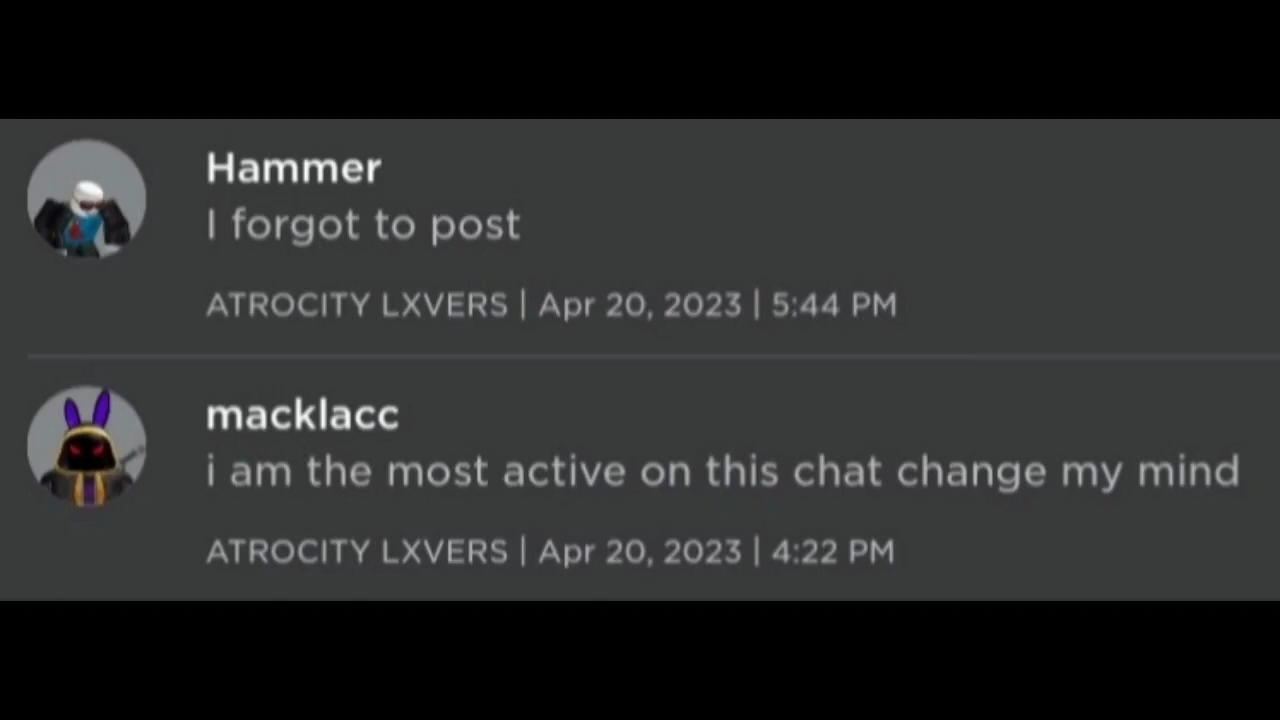 Hammer
I forgot to post
ATROCITY LXVERS | Apr 20, 2023 | 5:44 PM
macklacc
i am the most active on this chat change my mind
ATROCITY LXVERS | Apr 20, 2023 | 4:22 PM